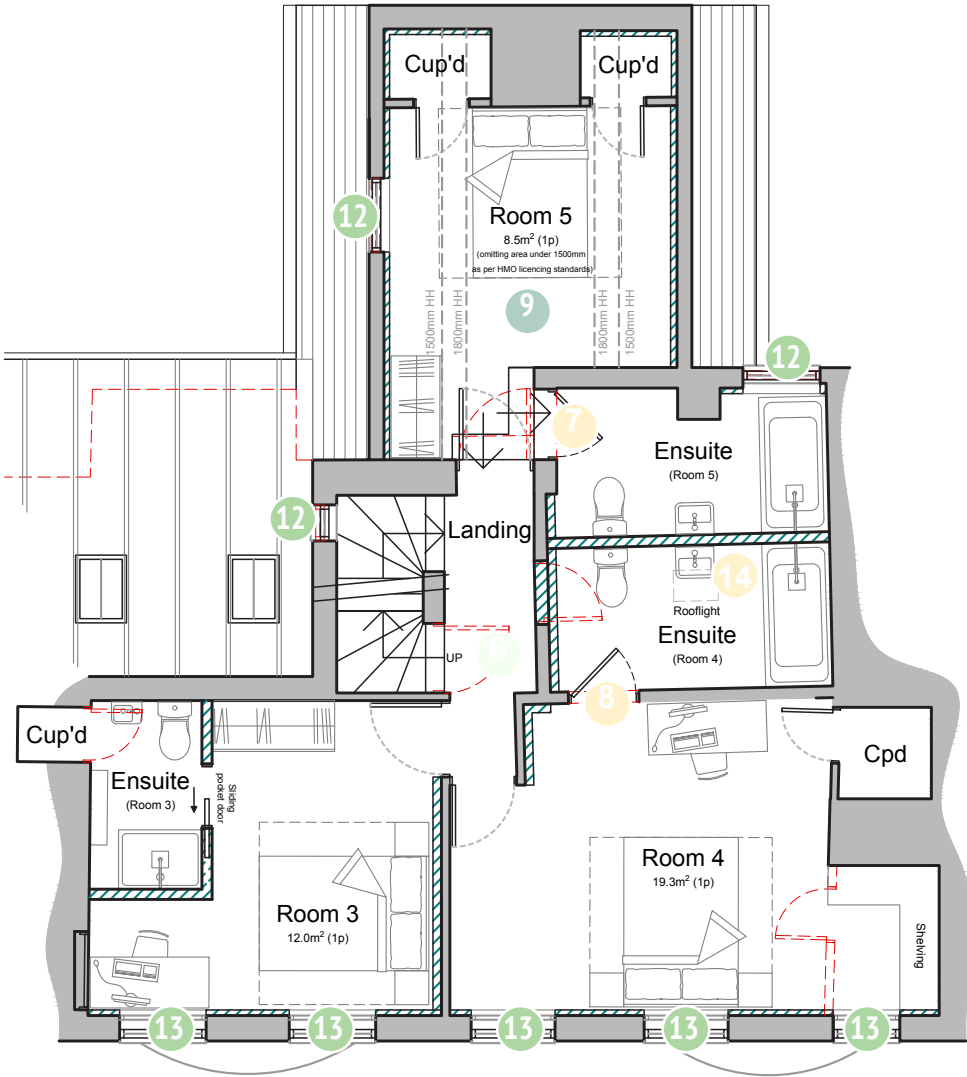 Cup'd
Cup'd
12
Room 5
8.5m² (1p)
(omitting area under 1500mm
as per HMO licencing standards)
9
1500mm HH
1800mm HH
1800mm HH
1500mm HH
12
7
Ensuite
(Room 5)
12
Landing
14
Rooflight
Ensuite
(Room 4)
UP
6
8
Cup'd
Ensuite
(Room 3)
Sliding
pocket door
Cpd
Room 4
19.3m² (1p)
Room 3
12.0m² (1p)
Shelving
13
13
13
13
13